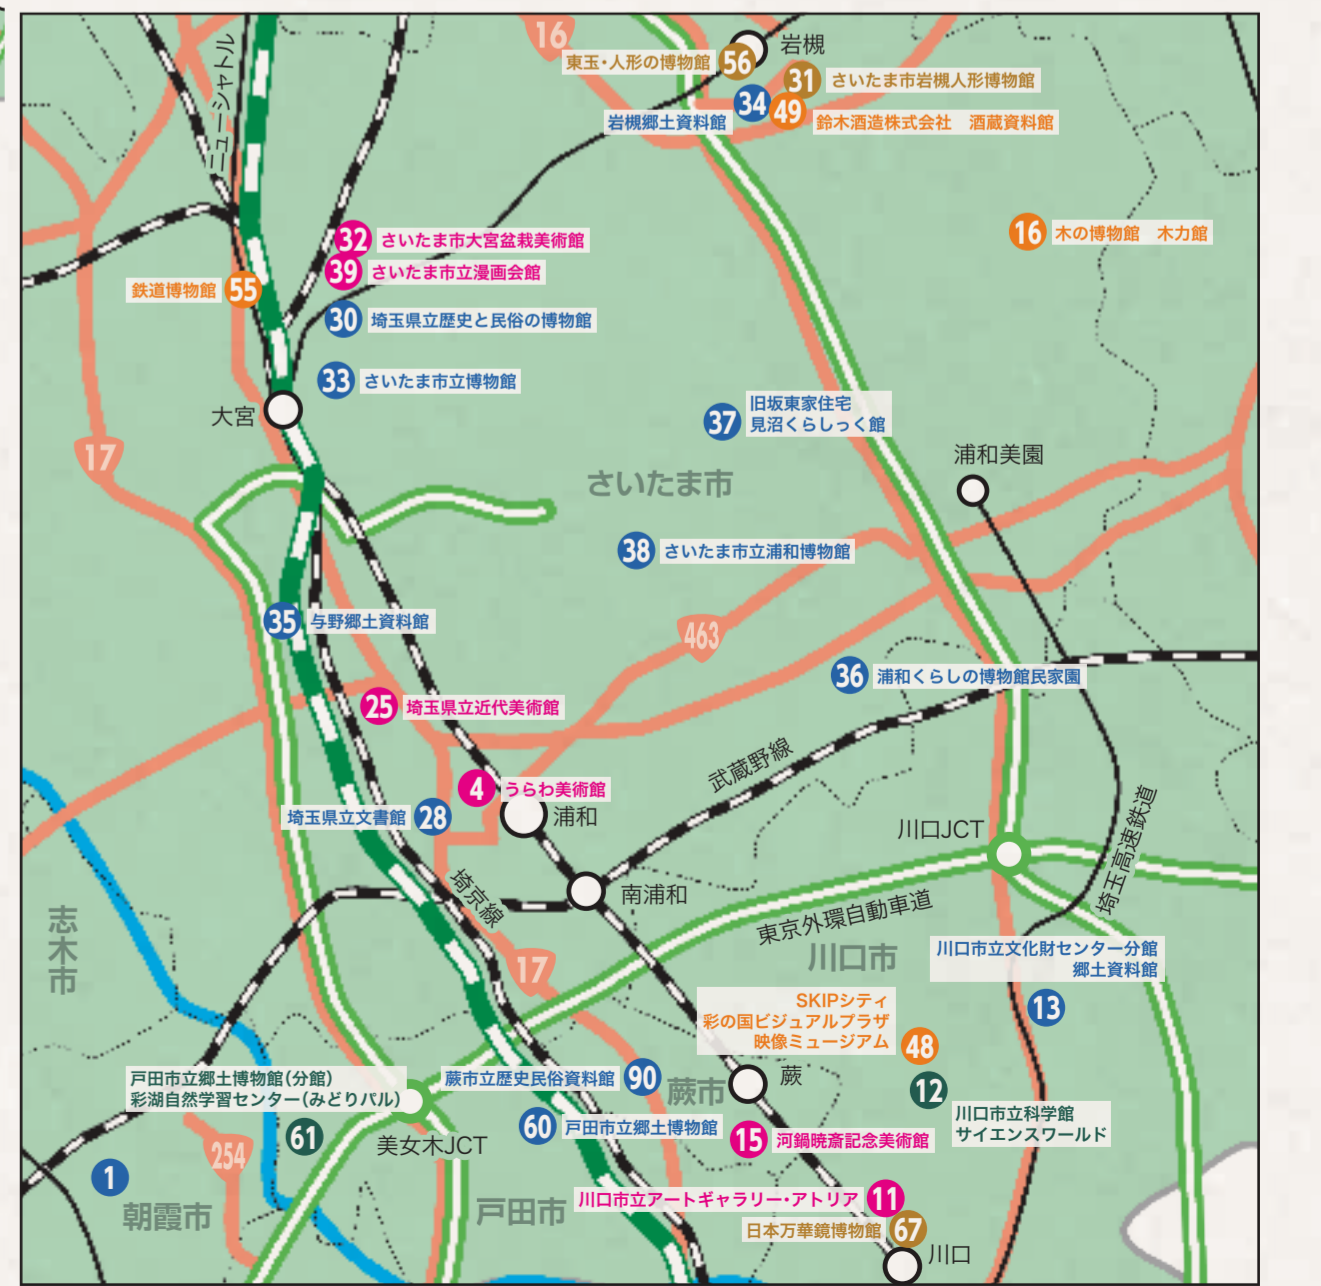 16
岩槻
東玉・人形の博物館
56
31
さいたま市岩槻人形博物館
34
49
岩槻郷土資料館
鈴木酒造株式会社　酒蔵資料館
ニューシャトル
16
木の博物館　木力館
32
さいたま市大宮盆栽美術館
39
さいたま市立漫画会館
鉄道博物館
55
30
埼玉県立歴史と民俗の博物館
33
さいたま市立博物館
大宮
37
旧坂東家住宅
見沼くらしっく館
17
浦和美園
さいたま市
38
さいたま市立浦和博物館
35
与野郷土資料館
463
36
浦和くらしの博物館民家園
25
埼玉県立近代美術館
武蔵野線
4
うらわ美術館
埼玉県立文書館
28
浦和
川口JCT
埼玉高速鉄道
南浦和
埼京線
志木市
東京外環自動車道
川口市
川口市立文化財センター分館
郷土資料館
13
17
SKIPシティ
彩の国ビジュアルプラザ
映像ミュージアム
48
戸田市立郷土博物館(分館)
彩湖自然学習センター(みどりパル)
61
蕨市立歴史民俗資料館
90
蕨市
蕨
12
川口市立科学館
サイエンスワールド
60
戸田市立郷土博物館
15
河鍋暁斎記念美術館
美女木JCT
254
1
朝霞市
戸田市
川口市立アートギャラリー・アトリア
11
日本万華鏡博物館
67
川口